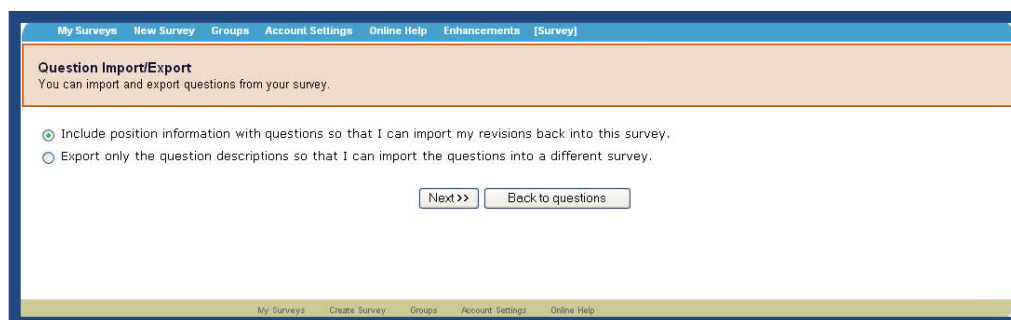 My Surveys New Survey Groups Account Settings Online Help Enhancements [Survey]
Question Import/Export
You can import and export questions from your survey.
Include position information with questions so that I can import my revisions back into this survey.
Export only the question descriptions so that I can import the questions into a different survey.
Next>> Back to questions
My Surveys Create Survey Groups Account Settings Online Help